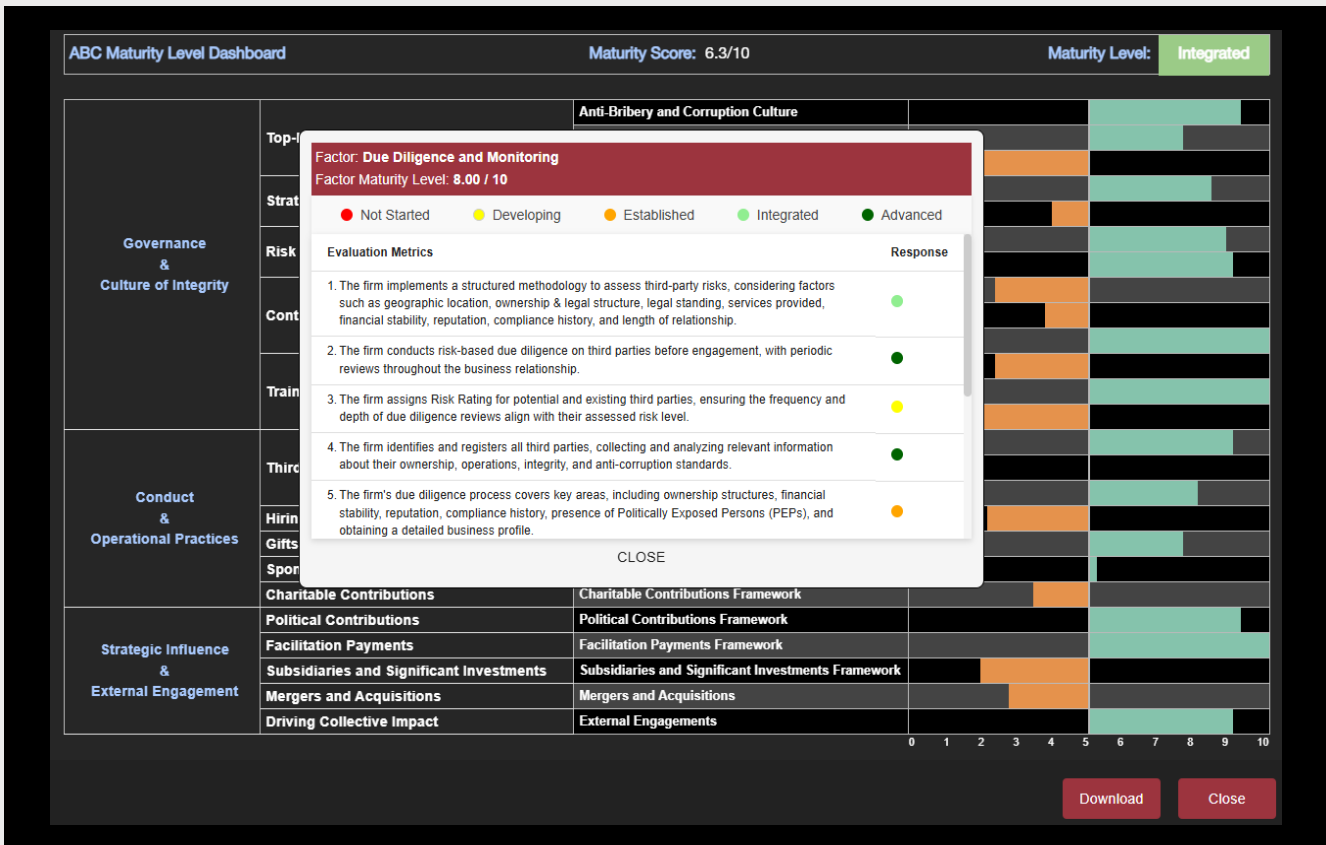 ABC Maturity Level Dashboard
Maturity Score: 6.3/10
Maturity Level:
Integrated
Anti-Bribery and Corruption Culture
Factor: Due Diligence and Monitoring
Factor Maturity Level: 8.00 / 10
Not Started
Developing
Established
Integrated
Advanced
Evaluation Metrics
Response
1. The firm implements a structured methodology to assess third-party risks, considering factors
such as geographic location, ownership & legal structure, legal standing, services provided,
financial stability, reputation, compliance history, and length of relationship.
2. The firm conducts risk-based due diligence on third parties before engagement, with periodic
reviews throughout the business relationship.
3. The firm assigns Risk Rating for potential and existing third parties, ensuring the frequency and
depth of due diligence reviews align with their assessed risk level.
4. The firm identifies and registers all third parties, collecting and analyzing relevant information
about their ownership, operations, integrity, and anti-corruption standards.
5. The firm's due diligence process covers key areas, including ownership structures, financial
stability, reputation, compliance history, presence of Politically Exposed Persons (PEPs), and
obtaining a detailed business profile.
CLOSE
Governance
&
Culture of Integrity
Risk
Conduct
&
Operational Practices
Gifts
Charitable Contributions
Charitable Contributions Framework
Strategic Influence
&
External Engagement
Political Contributions
Political Contributions Framework
Facilitation Payments
Facilitation Payments Framework
Subsidiaries and Significant Investments
Subsidiaries and Significant Investments Framework
Mergers and Acquisitions
Mergers and Acquisitions
Driving Collective Impact
External Engagements
0 1 2 3 4 5 6 7 8 9 10
Download
Close